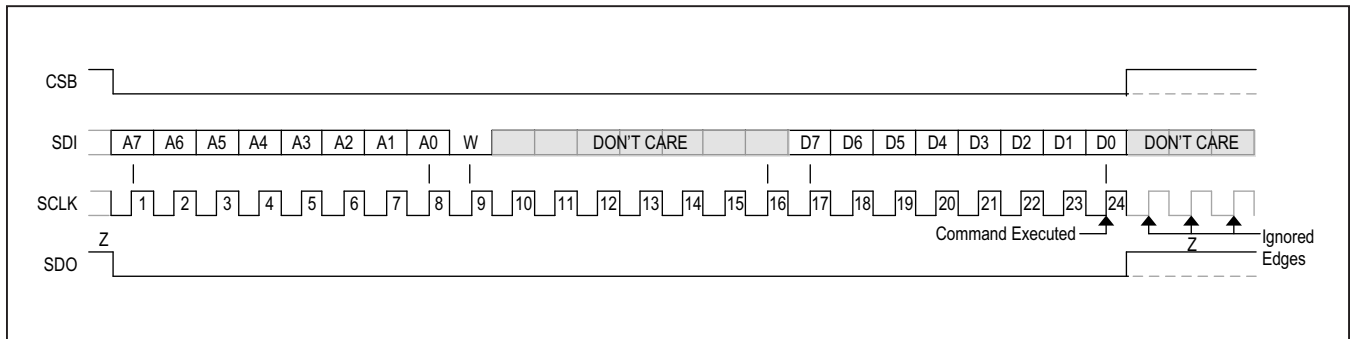 CSB
SDI A7 A6 A5 A4 A3 A2 A1 A0 W DON'T CARE D7 D6 D5 D4 D3 D2 D1 D0 DON'T CARE
SCLK 1 2 3 4 5 6 7 8 9 10 11 12 13 14 15 16 17 18 19 20 21 22 23 24
Command Executed Ignored
Z Z
SDO Edges